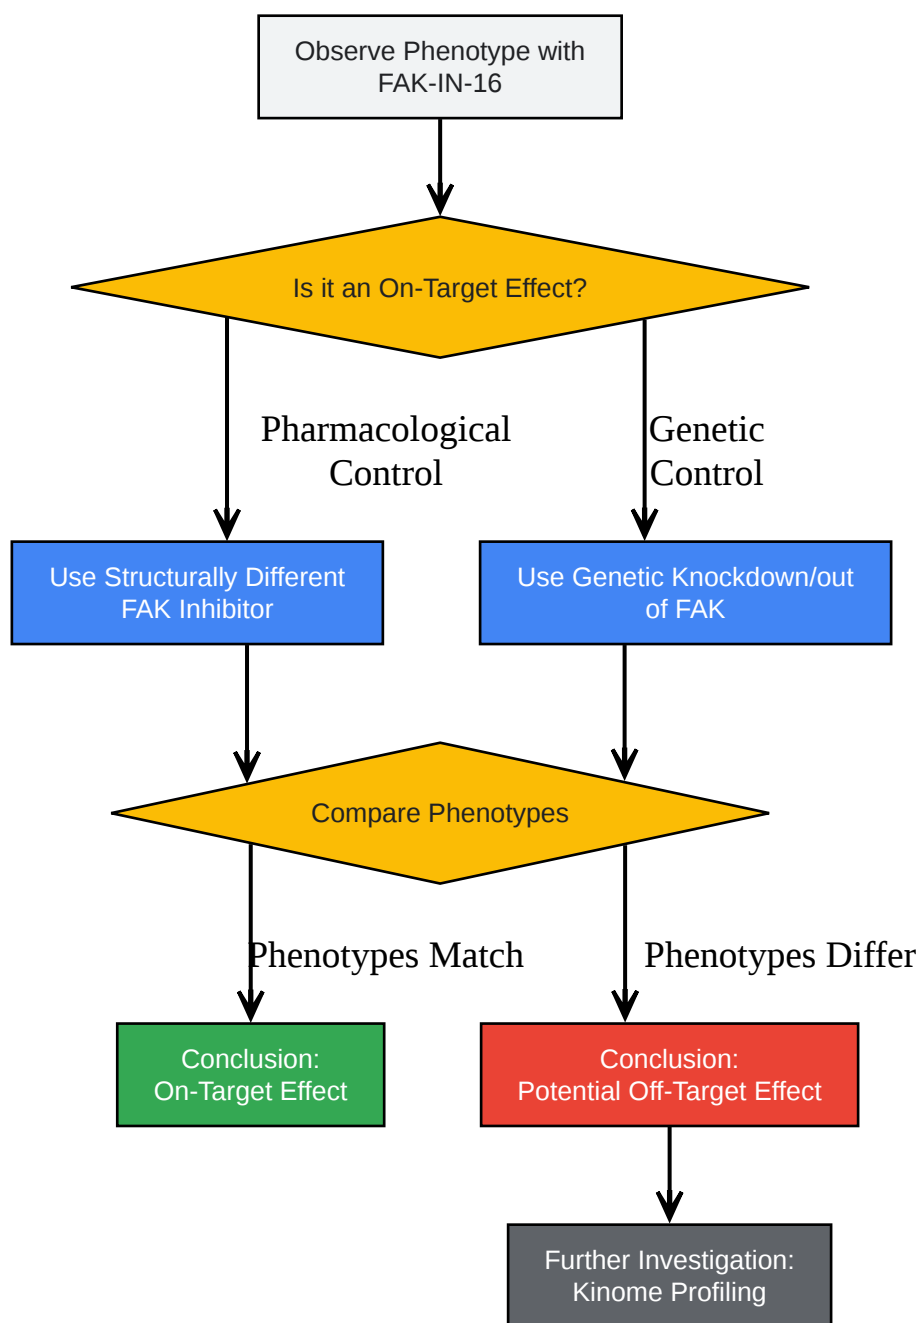 Observe Phenotype with
FAK-IN-16
Is it an On-Target Effect?
Pharmacological
Control
Genetic
Control
Use Structurally Different
FAK Inhibitor
Use Genetic Knockdown/out
of FAK
Compare Phenotypes
Phenotypes Match
Phenotypes Differ
Conclusion:
On-Target Effect
Conclusion:
Potential Off-Target Effect
Further Investigation:
Kinome Profiling